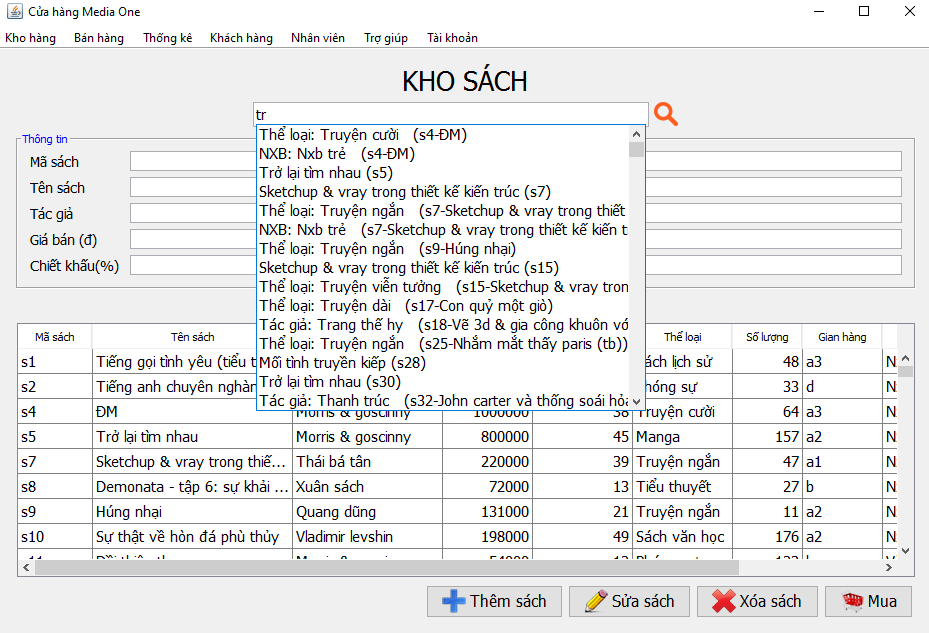 Cửa hàng Media One
Kho hàng Bán hàng Thống kê Khách hàng Nhân viên Trợ giúp Tài khoản
KHO SÁCH
tr
Thể loại: Truyện cười (s4-ĐM)
NXB: Nxb trẻ (s4-ĐM)
Trở lại tìm nhau (s5)
Sketchup & vray trong thiết kế kiến trúc (s7)
Thể loại: Truyện ngắn (s7-Sketchup & vray trong thiết
NXB: Nxb trẻ (s7-Sketchup & vray trong thiết kế kiến t
Thể loại: Truyện ngắn (s9-Húng nhại)
Sketchup & vray trong thiết kế kiến trúc (s15)
Thể loại: Truyện viễn tưởng (s15-Sketchup & vray tron
Thể loại: Truyện dài (s17-Con quỷ một giò)
Tác giả: Trang thế hy (s18-Vẽ 3d & gia công khuôn vó
Thể loại: Truyện ngắn (s25-Nhắm mắt thấy paris (tb))
Mối tình truyền kiếp (s28)
Trở lại tìm nhau (s30)
Tác giả: Thanh trúc (s32-John carter và thống soái hỏa
Thông tin
Mã sách
Tên sách
Tác giả
Giá bán (đ)
Chiết khấu(%)
Mã sách Tên sách Thể loại Số lượng Gian hàng
s1 Tiếng gọi tình yêu (tiểu t ách lịch sử 48 a3 N
s2 Tiếng anh chuyên nghàn hóng sự 33 d N
s4 ĐM Morris & goscinny 1000000 38 Truyện cười 64 a3 N
s5 Trở lại tìm nhau Morris & goscinny 800000 45 Manga 157 a2 N
s7 Sketchup & vray trong thiế... Thái bá tân 220000 39 Truyện ngắn 47 a1 N
s8 Demonata - tập 6: sự khải ... Xuân sách 72000 13 Tiểu thuyết 27 b N
s9 Húng nhại Quang dũng 131000 21 Truyện ngắn 11 a2 N
s10 Sự thật về hòn đá phù thủy Vladimir levshin 198000 49 Sách văn học 176 a2 N
Thêm sách Sửa sách Xóa sách Mua